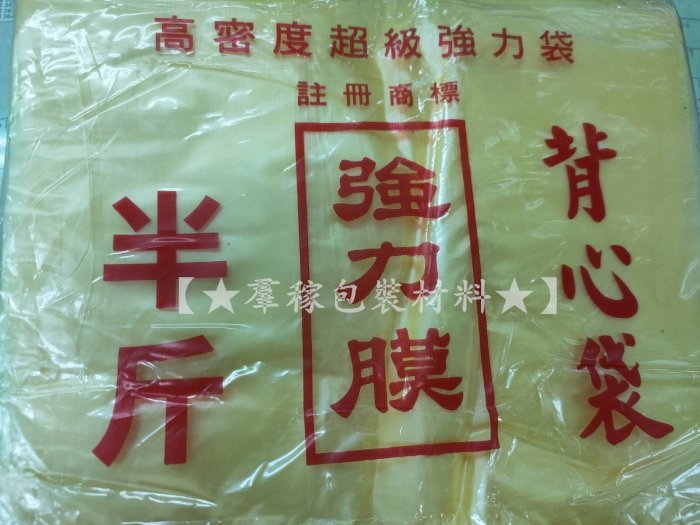 高密度超級強力袋
註冊商標
半斤
強力膜
背心袋
【★羣稼包裝材料★】